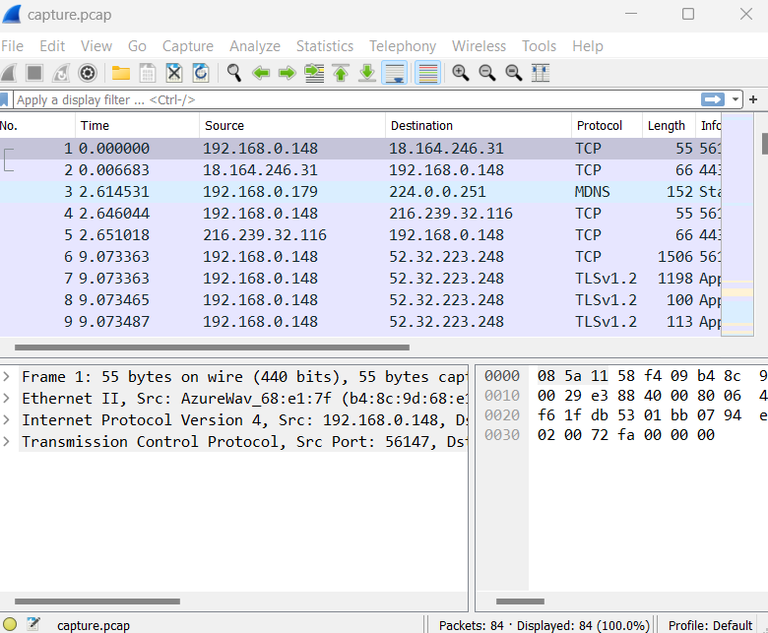 capture.pcap
File Edit View Go Capture Analyze Statistics Telephony Wireless Tools Help
Apply a display filter ... <Ctrl-/>
No. Time Source Destination Protocol Length Info
1 0.000000 192.168.0.148 18.164.246.31 TCP 55 561
2 0.006683 18.164.246.31 192.168.0.148 TCP 66 443
3 2.614531 192.168.0.179 224.0.0.251 MDNS 152 Sta
4 2.646044 192.168.0.148 216.239.32.116 TCP 55 561
5 2.651018 216.239.32.116 192.168.0.148 TCP 66 443
6 9.073363 192.168.0.148 52.32.223.248 TCP 1506 561
7 9.073363 192.168.0.148 52.32.223.248 TLSv1.2 1198 App
8 9.073465 192.168.0.148 52.32.223.248 TLSv1.2 100 App
9 9.073487 192.168.0.148 52.32.223.248 TLSv1.2 113 App
Frame 1: 55 bytes on wire (440 bits), 55 bytes capt
Ethernet II, Src: AzureWav_68:e1:7f (b4:8c:9d:68:e1
Internet Protocol Version 4, Src: 192.168.0.148, Ds
Transmission Control Protocol, Src Port: 56147, Dst
0000 08 5a 11 58 f4 09 b4 8c 9
0010 00 29 e3 88 40 00 80 06 4
0020 f6 1f db 53 01 bb 07 94 e
0030 02 00 72 fa 00 00 00
capture.pcap
Packets: 84 · Displayed: 84 (100.0%)
Profile: Default